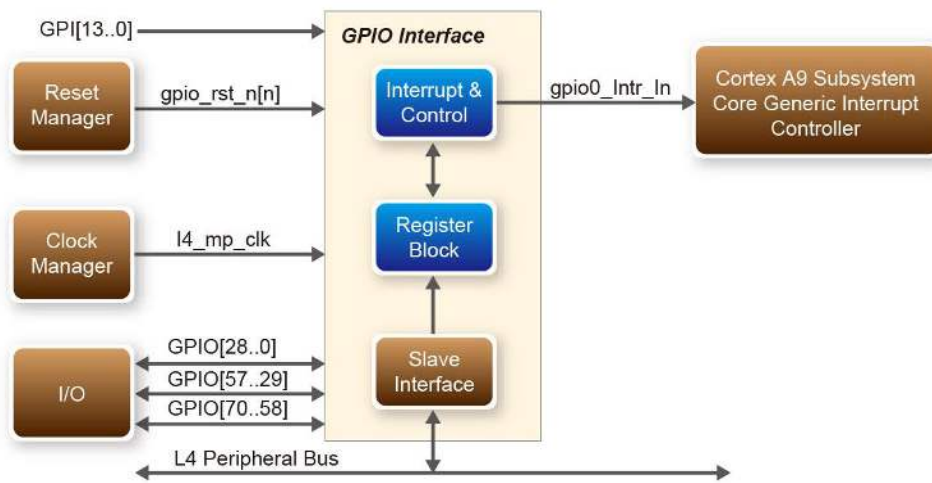 GPI[13..0]
GPIO Interface
Reset
Manager
gpio_rst_n[n]
Interrupt &
Control
gpio0_Intr_In
Cortex A9 Subsystem
Core Generic Interrupt
Controller
Clock
Manager
l4_mp_clk
Register
Block
I/O
GPIO[28..0]
GPIO[57..29]
GPIO[70..58]
Slave
Interface
L4 Peripheral Bus